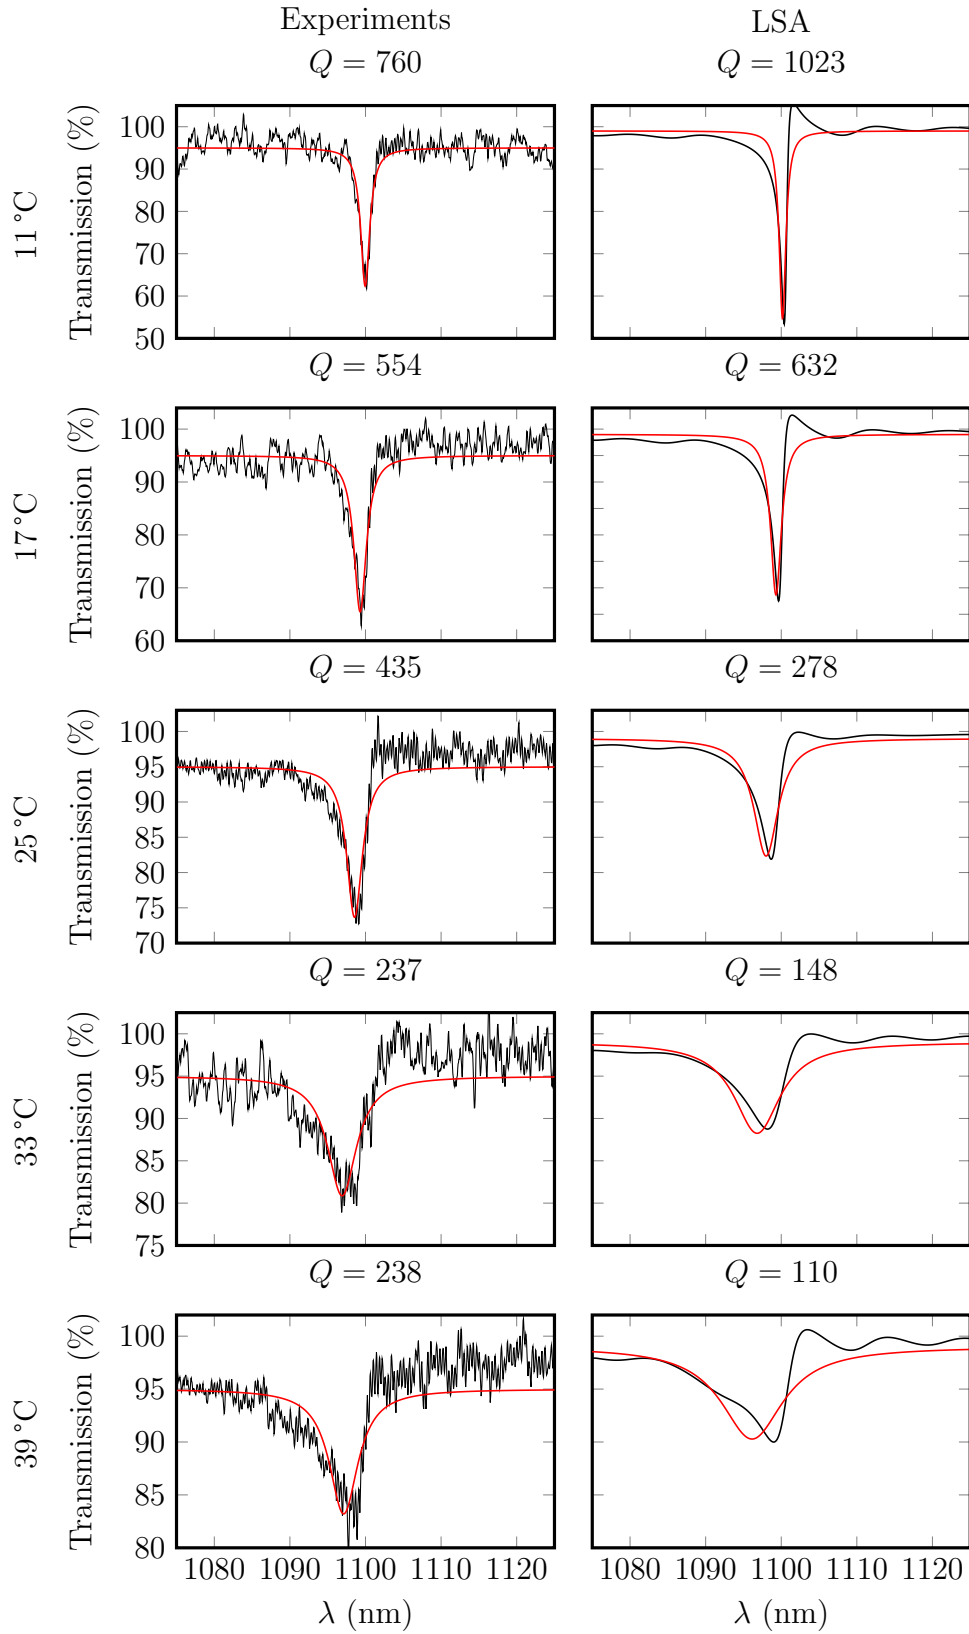 Experiments LSA
Q = 760 Q = 1023
11 °C
Transmission (%)
100
90
80
70
60
50
Q = 554 Q = 632
17 °C
Transmission (%)
100
90
80
70
60
Q = 435 Q = 278
25 °C
Transmission (%)
100
95
90
85
80
75
70
Q = 237 Q = 148
33 °C
Transmission (%)
100
95
90
85
80
75
Q = 238 Q = 110
39 °C
Transmission (%)
100
95
90
85
80
1080 1090 1100 1110 1120 1080 1090 1100 1110 1120
λ (nm) λ (nm)